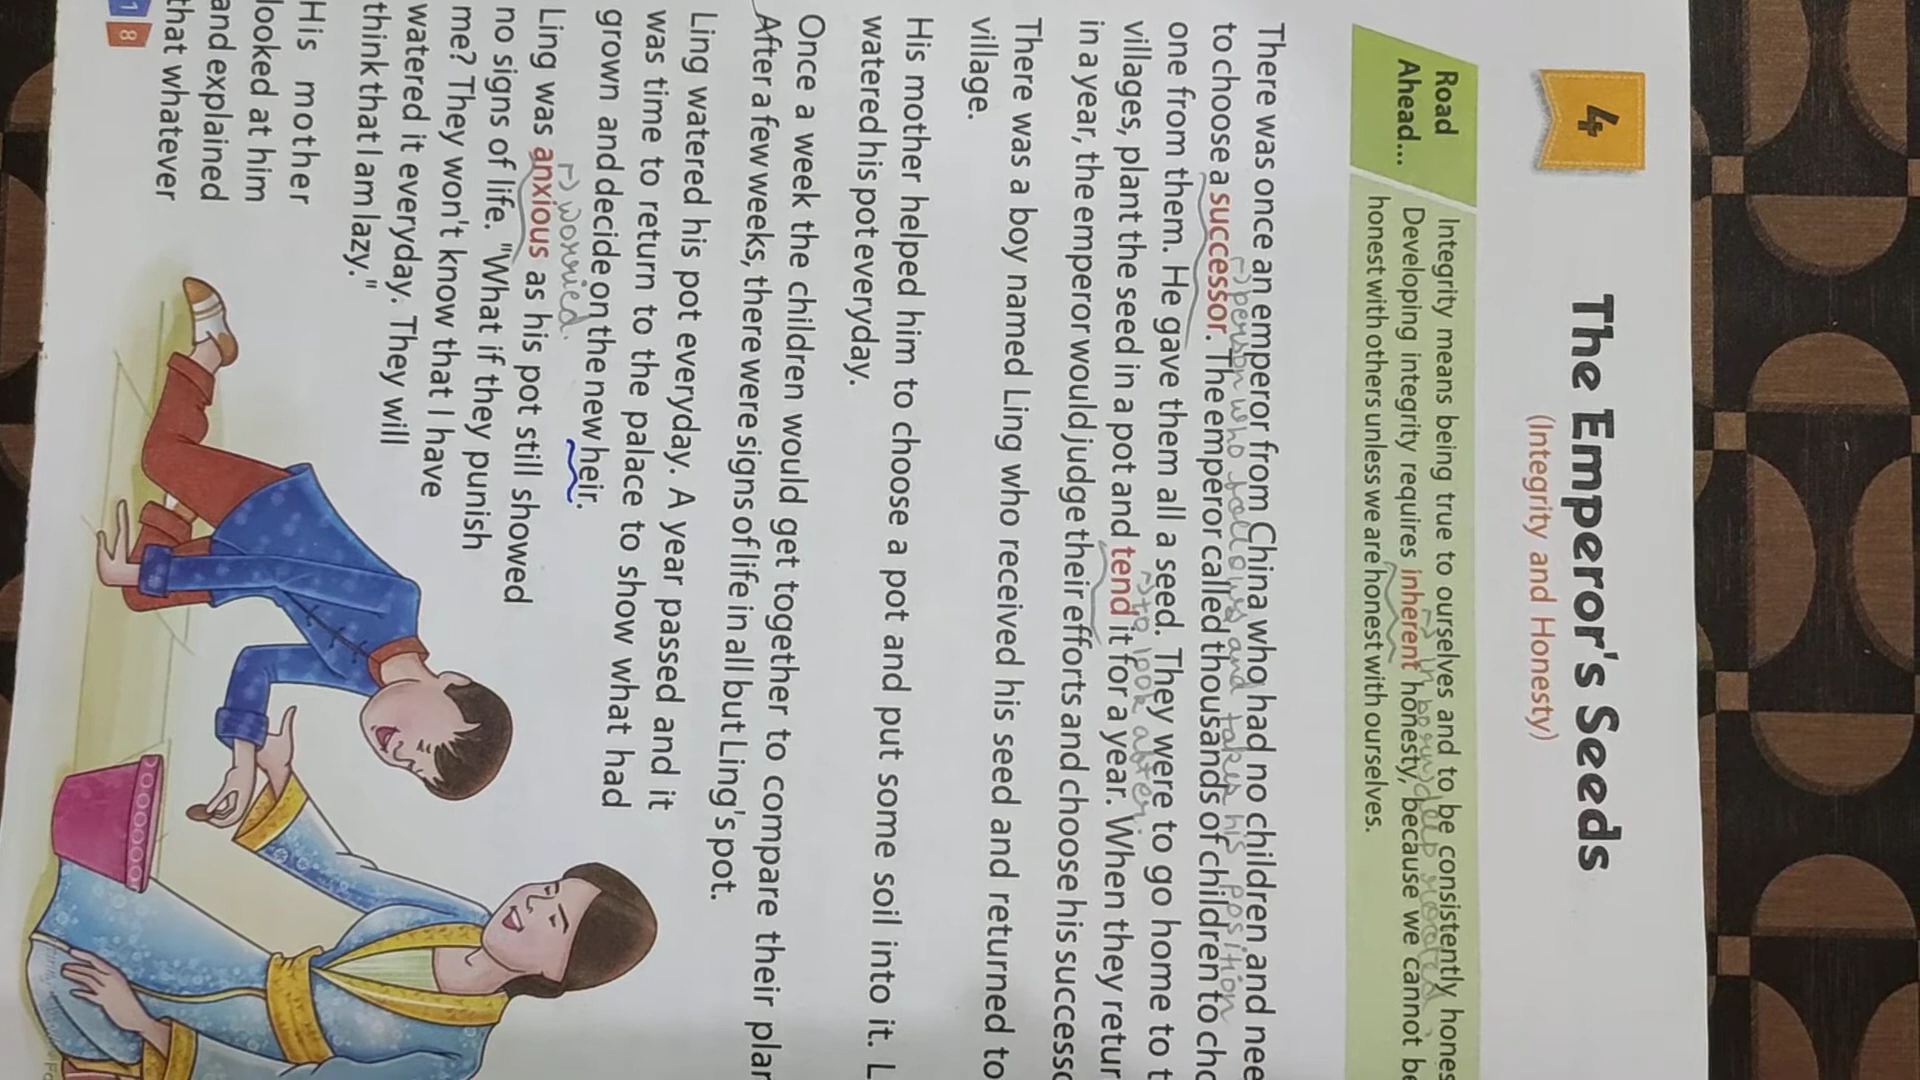 4
The Emperor's Seeds
(Integrity and Honesty)
Road
Ahead...
Integrity means being true to ourselves and to be consistently
Developing integrity requires inherent honesty, because we cannot
honest with others unless we are honest with ourselves.
in bow deep
There was once an emperor from China who had no children and
person who follows and takes his position
to choose a successor. The emperor called thousands of children to
one from them. He gave them all a seed. They were to go home to
to look after
villages, plant the seed in a pot and tend it for a year. When they
in a year, the emperor would judge their efforts and choose his
There was a boy named Ling who received his seed and returned to
village.
His mother helped him to choose a pot and put some soil into it.
watered his pot everyday.
Once a week the children would get together to compare their
After a few weeks, there were signs of life in all but Ling's pot.
Ling watered his pot everyday. A year passed and it
was time to return to the palace to show what had
grown and decide on the new heir.
worried
Ling was anxious as his pot still showed
no signs of life. "What if they punish
me? They won't know that I have
watered it everyday. They will
think that I am lazy."
His mother
looked at him
and explained
that whatever
18